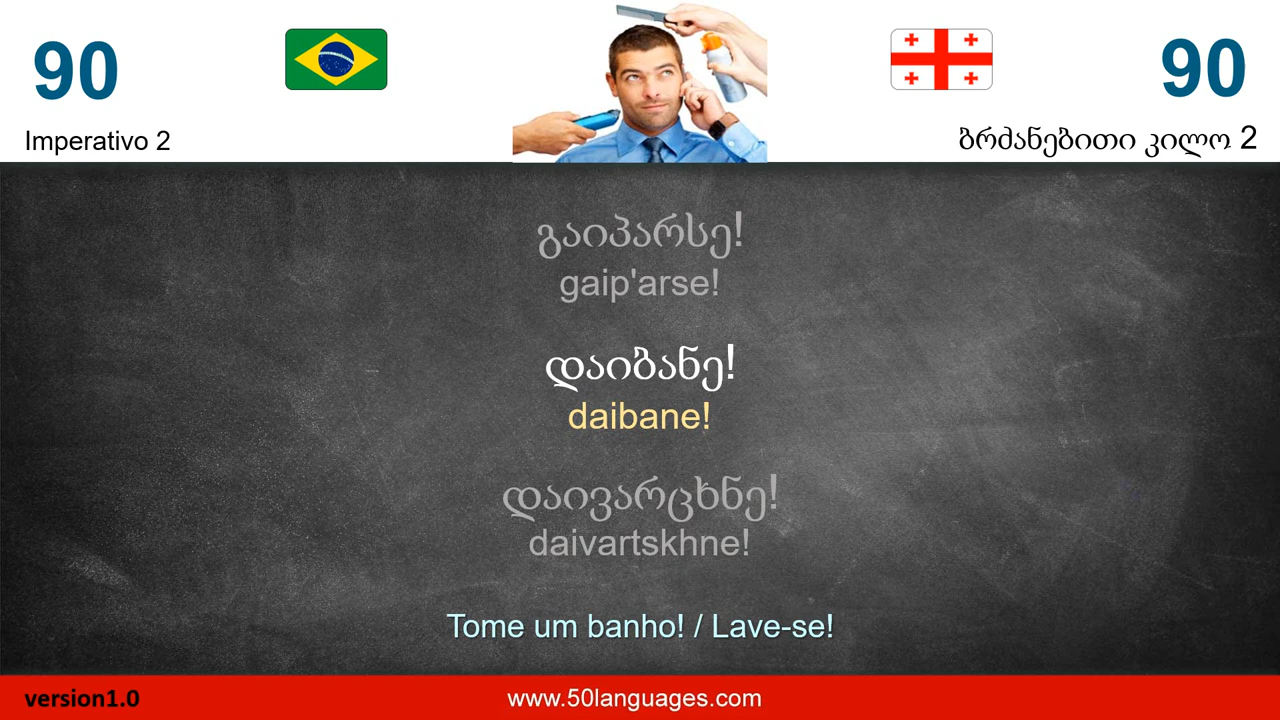 90
90
Imperativo 2
ბრძანებითი კილო 2
გაიპარსე!
gaip'arse!
დაიბანე!
daibane!
დაივარცხნე!
daivartskhne!
Tome um banho! / Lave-se!
version1.0
www.50languages.com